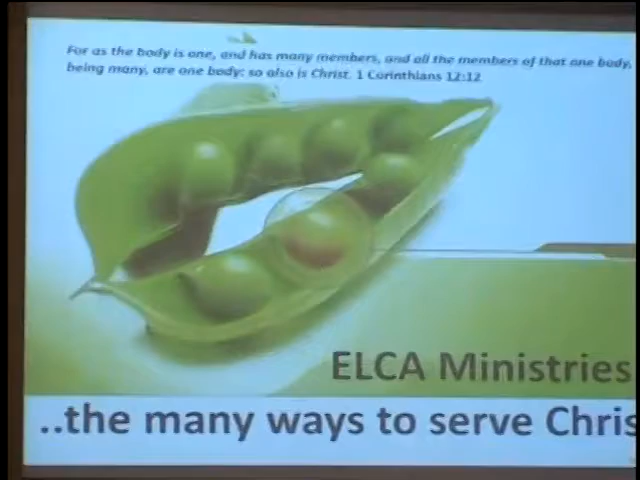 For as the body is one, and has many members, and all the members of that one body,
being many, are one body: so also is Christ. 1 Corinthians 12:12
ELCA Ministries
..the many ways to serve Chris